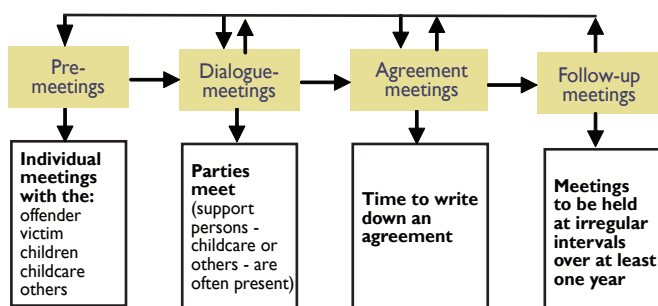 Pre-
meetings
Dialogue-
meetings
Agreement
meetings
Follow-up
meetings
Individual
meetings
with the:
offender
victim
children
childcare
others
Parties
meet
(support
persons -
childcare or
others - are
often present)
Time to write
down an
agreement
Meetings
to be held
at irregular
intervals
over at least
one year